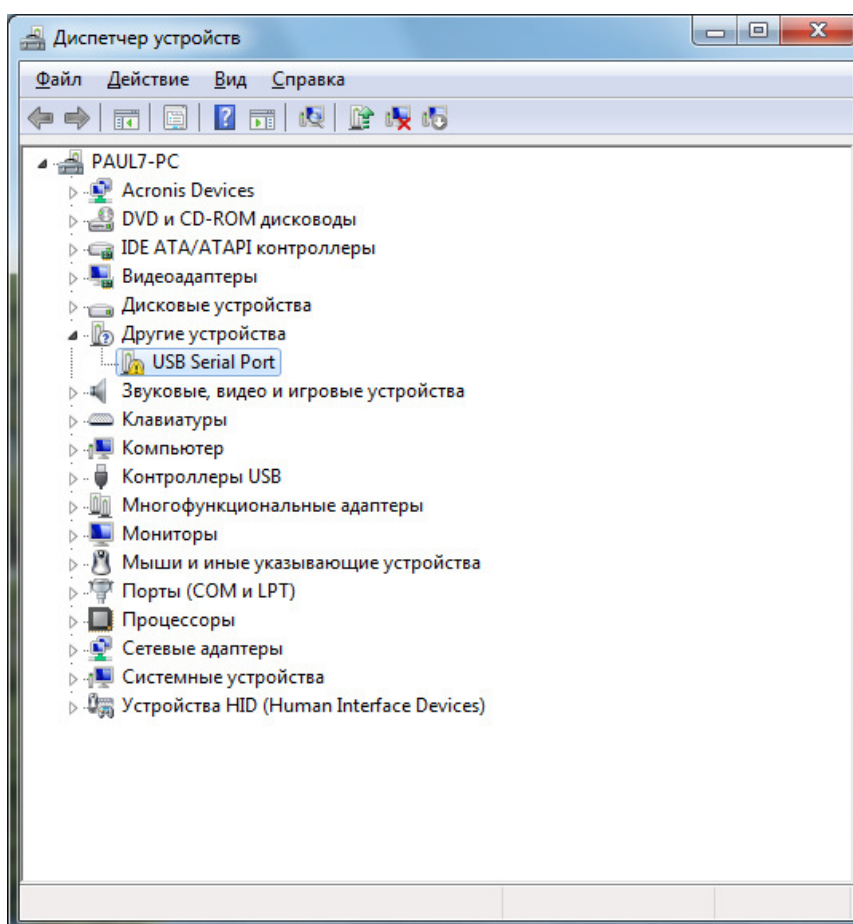 Диспетчер устройств
Файл Действие Вид Справка
PAUL7-PC
Acronis Devices
DVD и CD-ROM дисководы
IDE ATA/ATAPI контроллеры
Видеоадаптеры
Дисковые устройства
Другие устройства
USB Serial Port
Звуковые, видео и игровые устройства
Клавиатуры
Компьютер
Контроллеры USB
Многофункциональные адаптеры
Мониторы
Мыши и иные указывающие устройства
Порты (COM и LPT)
Процессоры
Сетевые адаптеры
Системные устройства
Устройства HID (Human Interface Devices)